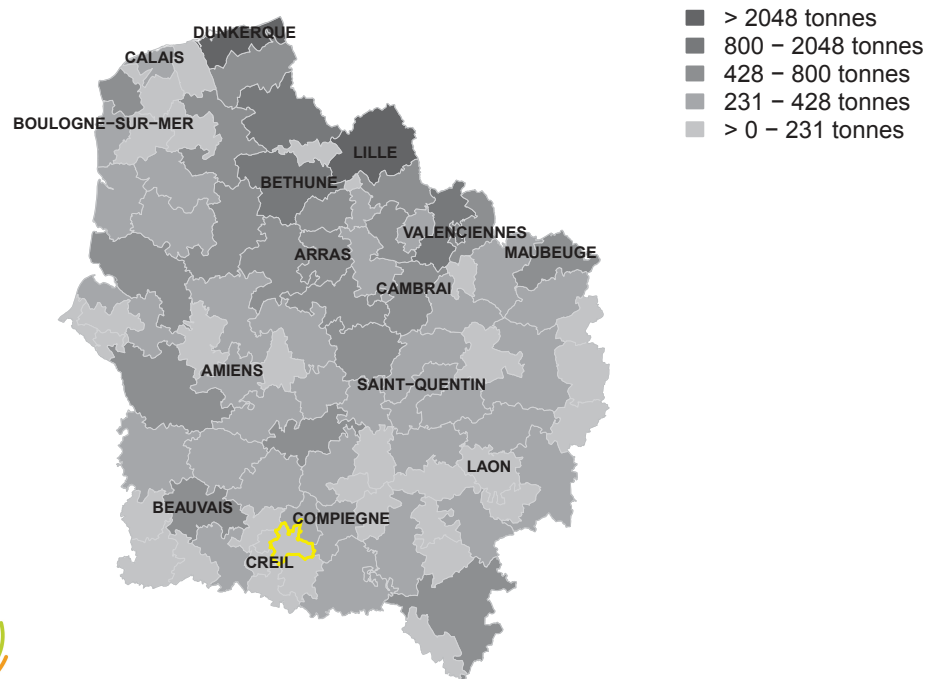 > 2048 tonnes
800 − 2048 tonnes
428 − 800 tonnes
231 − 428 tonnes
> 0 − 231 tonnes
DUNKERQUE
CALAIS
BOULOGNE−SUR−MER
LILLE
BETHUNE
VALENCIENNES
ARRAS
MAUBEUGE
CAMBRAI
AMIENS
SAINT−QUENTIN
LAON
BEAUVAIS
COMPIEGNE
CREIL